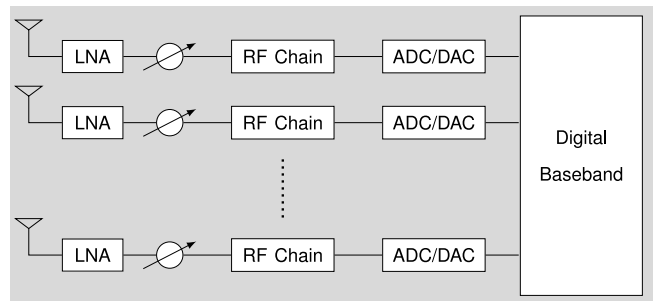 LNA RF Chain ADC/DAC
LNA RF Chain ADC/DAC
Digital
Baseband
LNA RF Chain ADC/DAC